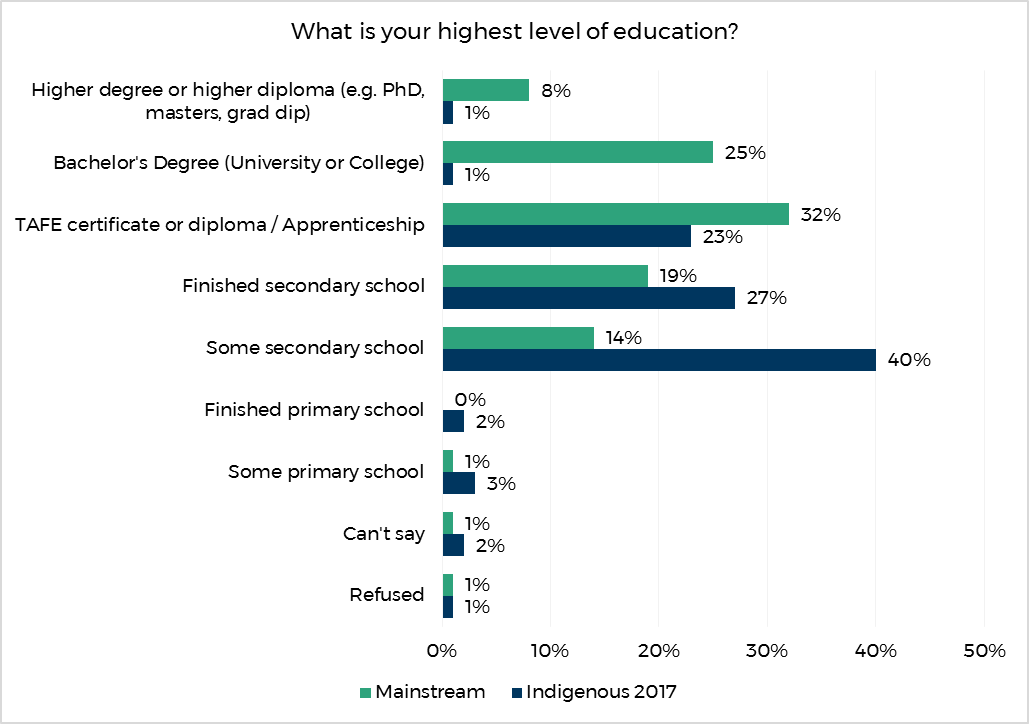 What is your highest level of education?
Higher degree or higher diploma (e.g. PhD,
masters, grad dip)
8%
1%
Bachelor's Degree (University or College)
25%
1%
TAFE certificate or diploma / Apprenticeship
32%
23%
Finished secondary school
19%
27%
Some secondary school
14%
40%
Finished primary school
0%
2%
Some primary school
1%
3%
Can't say
1%
2%
Refused
1%
1%
0% 10% 20% 30% 40% 50%
Mainstream Indigenous 2017